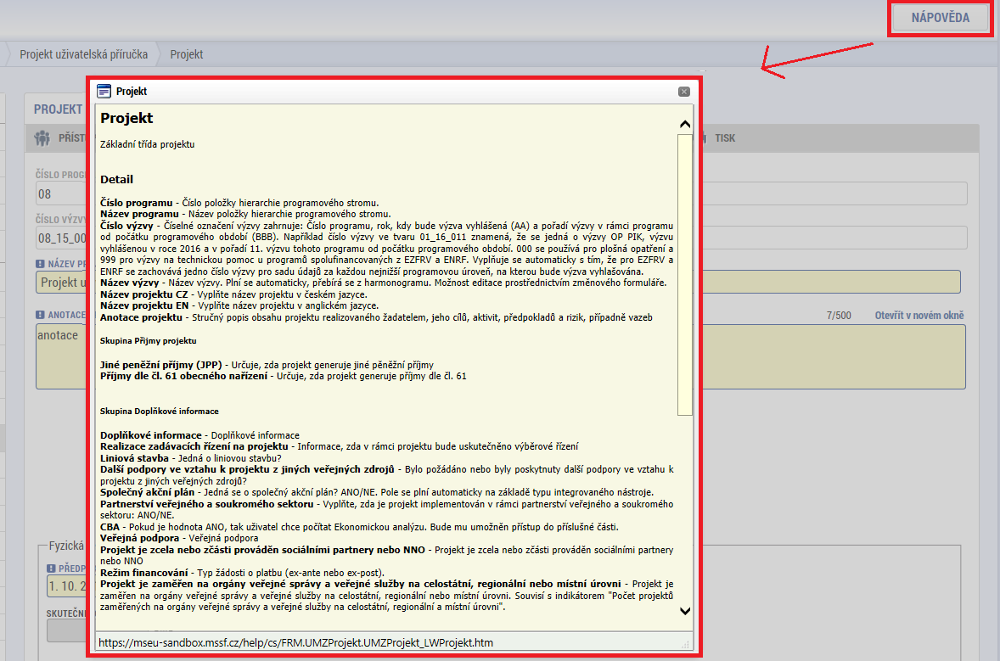 NÁPOVĚDA
Projekt uživatelská příručka
Projekt
PROJEKT
TISK
ČÍSLO
08
ČÍSLO VÝZVY
08_15_00
NÁZEV
Projekt
ANOTACE
7/500
Otevřít v novém okně
anotace
Fyzická
1. 10.
Projekt
Projekt
Základní třída projektu
Detail
Číslo programu - Číslo položky hierarchie programového stromu.
Název programu - Název položky hierarchie programového stromu.
Číslo výzvy - Číselné označení výzvy zahrnuje: Číslo programu, rok, kdy bude výzva vyhlášená (AA) a pořadí výzvy v rámci programu
od počátku programového období (BBB). Například číslo výzvy ve tvaru 01_16_011 znamená, že se jedná o výzvu OP PIK, výzvu
vyhlášenou v roce 2016 a v pořadí 11. výzvu tohoto programu od počátku programového období. 000 se používá pro plošná opatření a
999 pro výzvy na technickou pomoc u programů spolufinancovaných z EZFRV a ENRF. Vyplňuje se automaticky s tím, že pro EZFRV a
ENRF se zachovává jedno číslo výzvy pro sadu údajů za každou nejnižší programovou úroveň, na kterou bude výzva vyhlašována.
Název výzvy - Název výzvy. Plní se automaticky, přebírá se z harmonogramu. Možnost editace prostřednictvím změnového formuláře.
Název projektu CZ - Vyplňte název projektu v českém jazyce.
Název projektu EN - Vyplňte název projektu v anglickém jazyce.
Anotace projektu - Stručný popis obsahu projektu realizovaného žadatelem, jeho cílů, aktivit, předpokladů a rizik, případně vazeb
Skupina Příjmy projektu
Jiné peněžní příjmy (JPP) - Určuje, zda projekt generuje jiné pěněžní příjmy
Příjmy dle čl. 61 obecného nařízení - Určuje, zda projekt generuje příjmy dle čl. 61
Skupina Doplňkové informace
Doplňkové informace - Doplňkové informace
Realizace zadávacích řízení na projektu - Informace, zda v rámci projektu bude uskutečněno výběrové řízení
Liniová stavba - Jedná o liniovou stavbu?
Další podpory ve vztahu k projektu z jiných veřejných zdrojů - Bylo požádáno nebo byly poskytnuty další podpory ve vztahu k
projektu z jiných veřejných zdrojů?
Společný akční plán - Jedná se o společný akční plán? ANO/NE. Pole se plní automaticky na základě typu integrovaného nástroje.
Partnerství veřejného a soukromého sektoru - Vyplňte, zda je projekt implementován v rámci partnerství veřejného a soukromého
sektoru: ANO/NE.
CBA - Pokud je hodnota ANO, tak uživatel chce počítat Ekonomickou analýzu. Bude mu umožněn přístup do příslušné části.
Veřejná podpora - Veřejná podpora
Projekt je zcela nebo zčásti prováděn sociálními partnery nebo NNO - Projekt je zcela nebo zčásti prováděn sociálními partnery
nebo NNO
Režim financování - Typ žádosti o platbu (ex-ante nebo ex-post).
Projekt je zaměřen na orgány veřejné správy a veřejné služby na celostátní, regionální nebo místní úrovni - Projekt je
zaměřen na orgány veřejné správy a veřejné služby na celostátní, regionální nebo místní úrovni. Souvisí s indikátorem "Počet projektů
zaměřených na orgány veřejné správy a veřejné služby na celostátní, regionální a místní úrovni".
https://mseu-sandbox.mssf.cz/help/cs/FRM.UMZProjekt.UMZProjekt_LWProjekt.htm